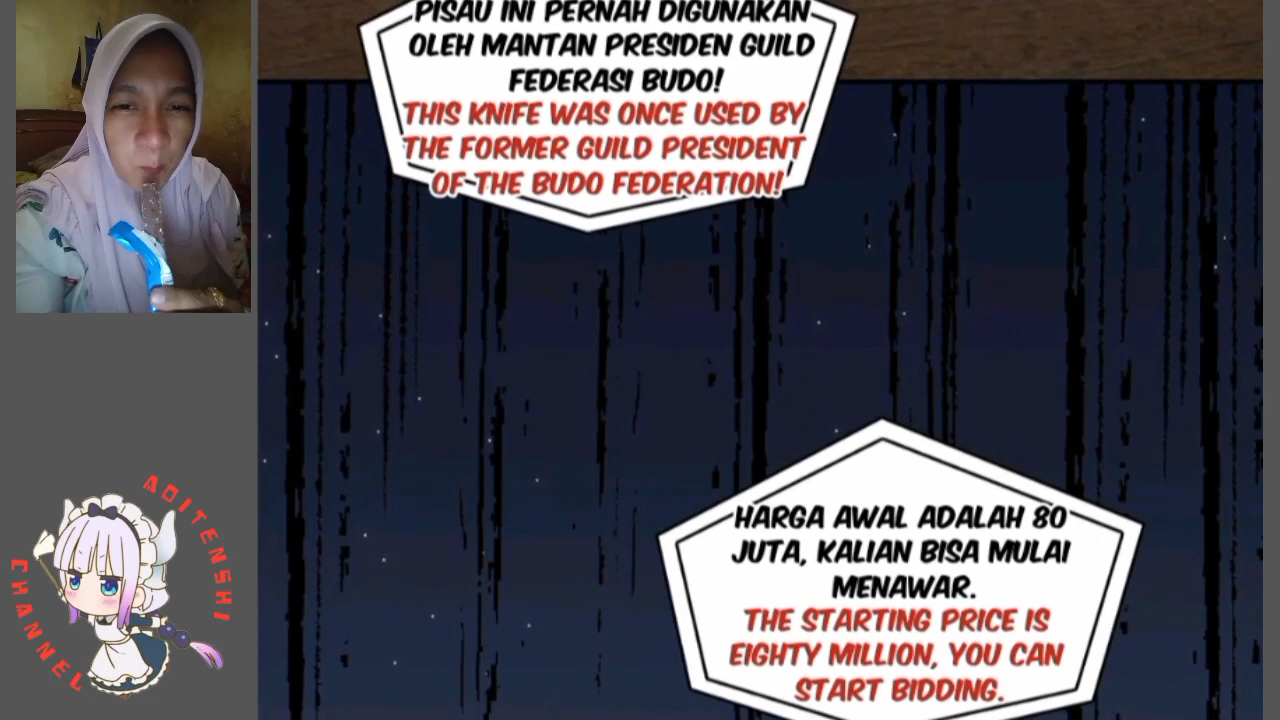 PISAU INI PERNAH DIGUNAKAN
OLEH MANTAN PRESIDEN GUILD
FEDERASI BUDO!
THIS KNIFE WAS ONCE USED BY
THE FORMER GUILD PRESIDENT
OF THE BUDO FEDERATION!
HARGA AWAL ADALAH 80
JUTA, KALIAN BISA MULAI
MENAWAR.
THE STARTING PRICE IS
EIGHTY MILLION, YOU CAN
START BIDDING.
ADITENSHI
CHANNEL